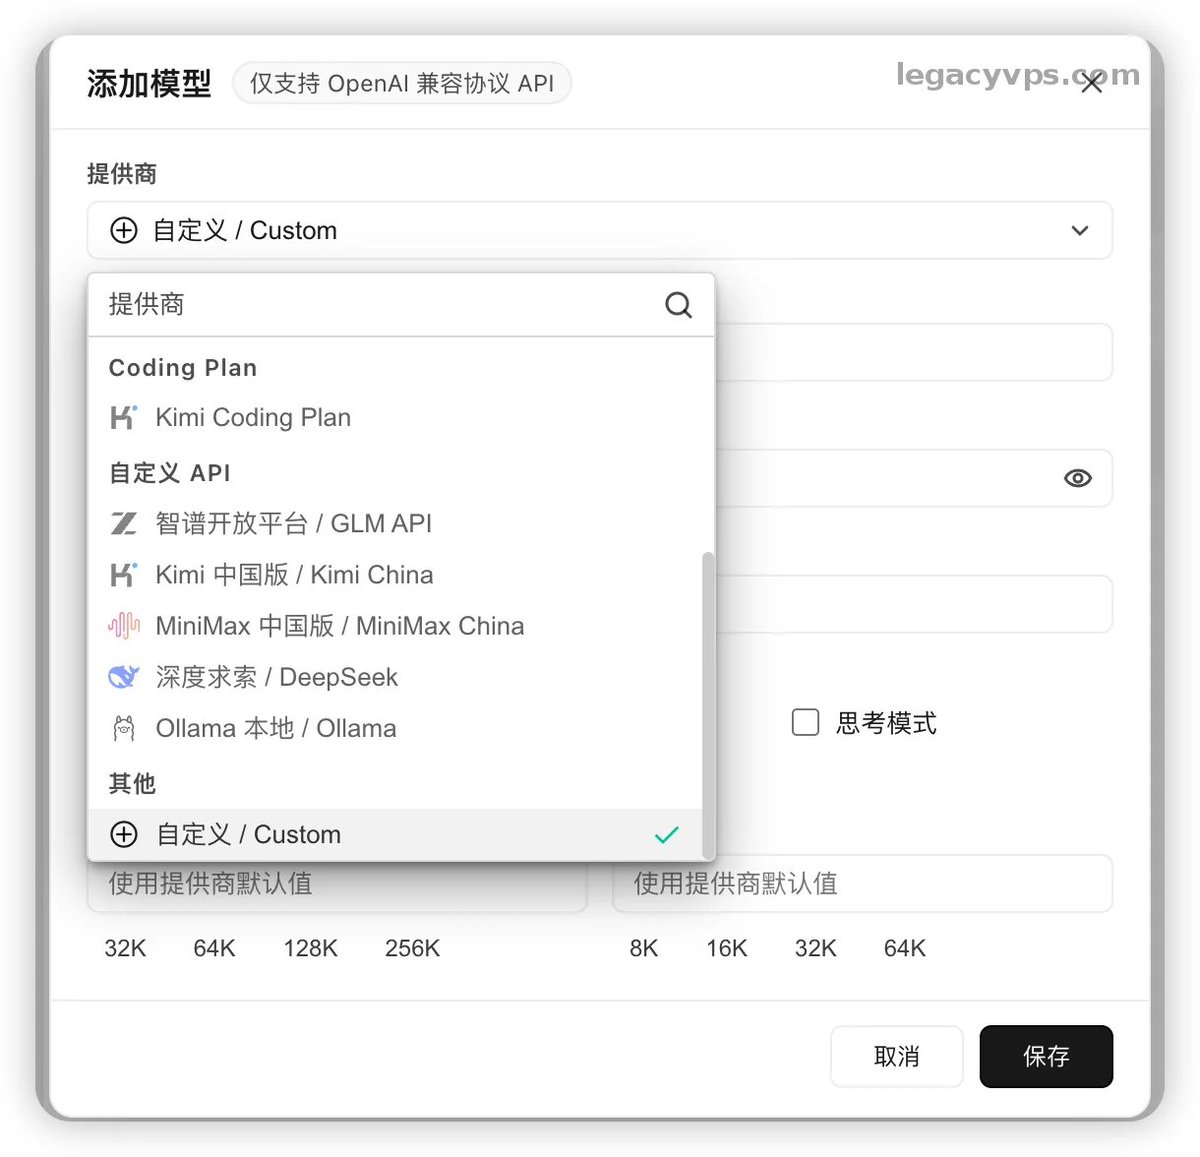 添加模型 仅支持 OpenAI 兼容协议 API
legacyvps.com
提供商
自定义 / Custom
提供商
Coding Plan
Kimi Coding Plan
自定义 API
智谱开放平台 / GLM API
Kimi 中国版 / Kimi China
MiniMax 中国版 / MiniMax China
深度求索 / DeepSeek
Ollama 本地 / Ollama
思考模式
其他
自定义 / Custom
使用提供商默认值 使用提供商默认值
32K 64K 128K 256K 8K 16K 32K 64K
取消 保存